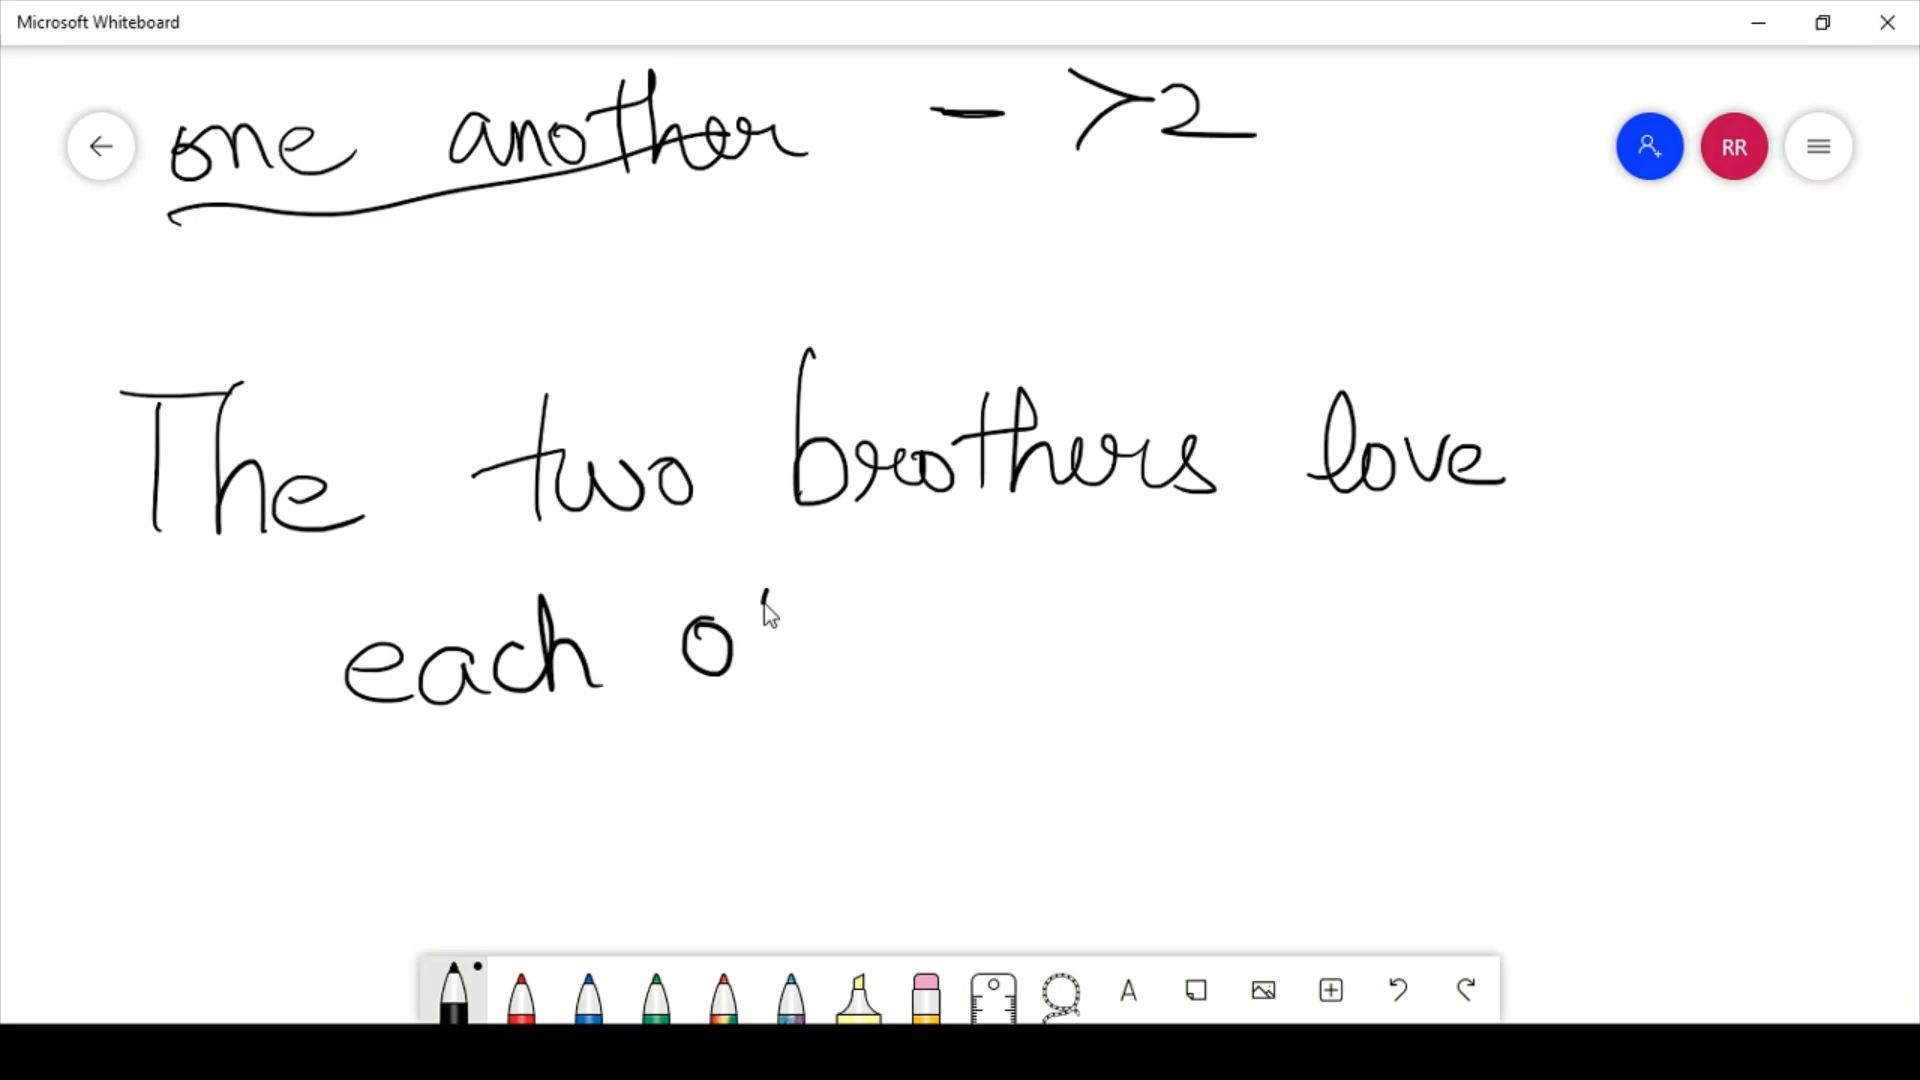 Microsoft Whiteboard
one another - >2
RR
The two brothers love
each o